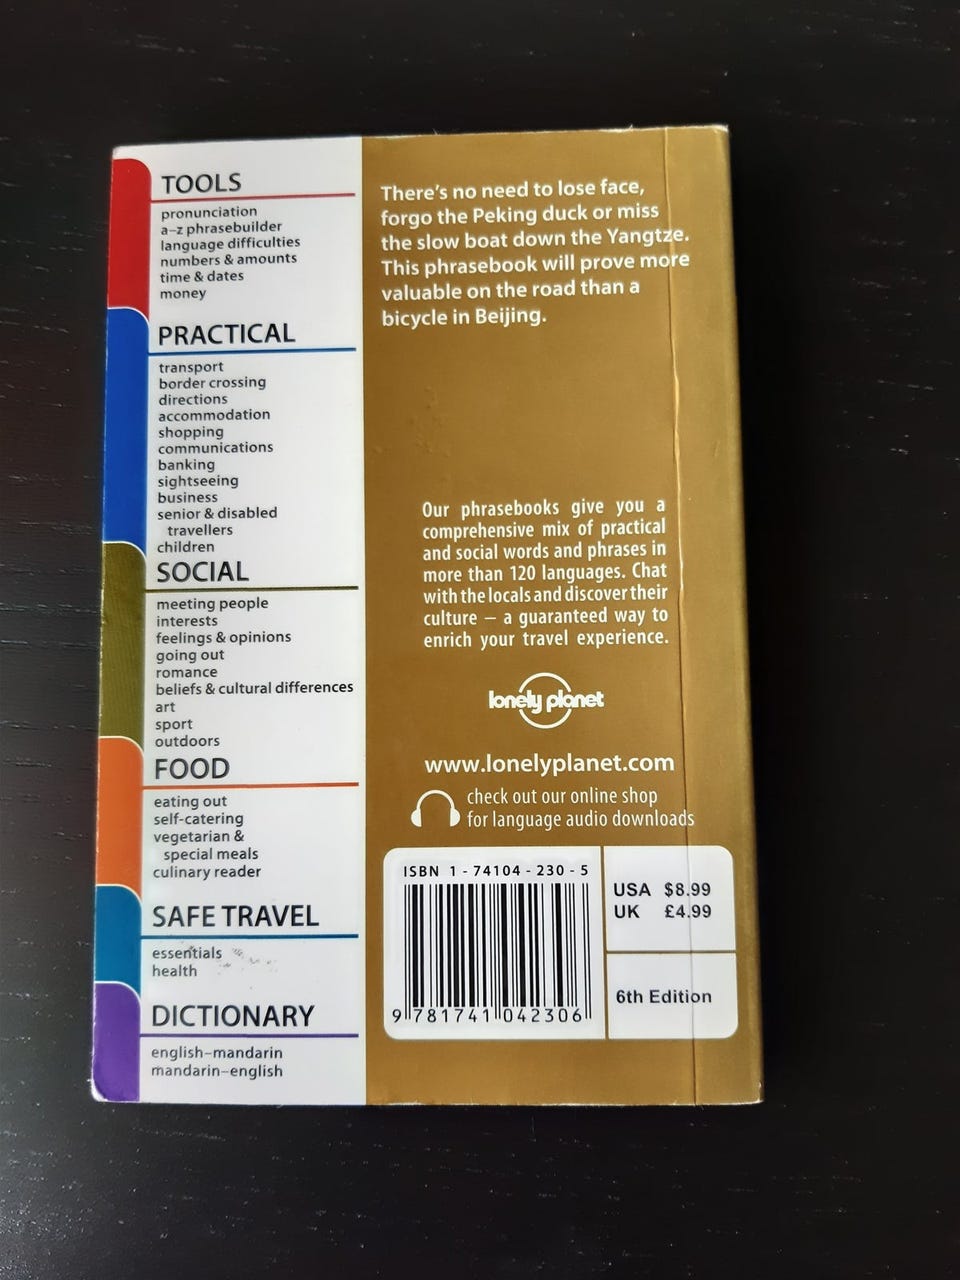 TOOLS
pronunciation
a–z phrasebuilder
language difficulties
numbers & amounts
time & dates
money
PRACTICAL
transport
border crossing
directions
accommodation
shopping
communications
banking
sightseeing
business
senior & disabled
travellers
children
SOCIAL
meeting people
interests
feelings & opinions
going out
romance
beliefs & cultural differences
art
sport
outdoors
FOOD
eating out
self-catering
vegetarian &
special meals
culinary reader
SAFE TRAVEL
essentials
health
DICTIONARY
english–mandarin
mandarin–english
There's no need to lose face,
forgo the Peking duck or miss
the slow boat down the Yangtze.
This phrasebook will prove more
valuable on the road than a
bicycle in Beijing.
Our phrasebooks give you a
comprehensive mix of practical
and social words and phrases in
more than 120 languages. Chat
with the locals and discover their
culture – a guaranteed way to
enrich your travel experience.
lonely planet
www.lonelyplanet.com
check out our online shop
for language audio downloads
ISBN 1 - 74104 - 230 - 5
9 781741 042306
USA $8.99
UK £4.99
6th Edition